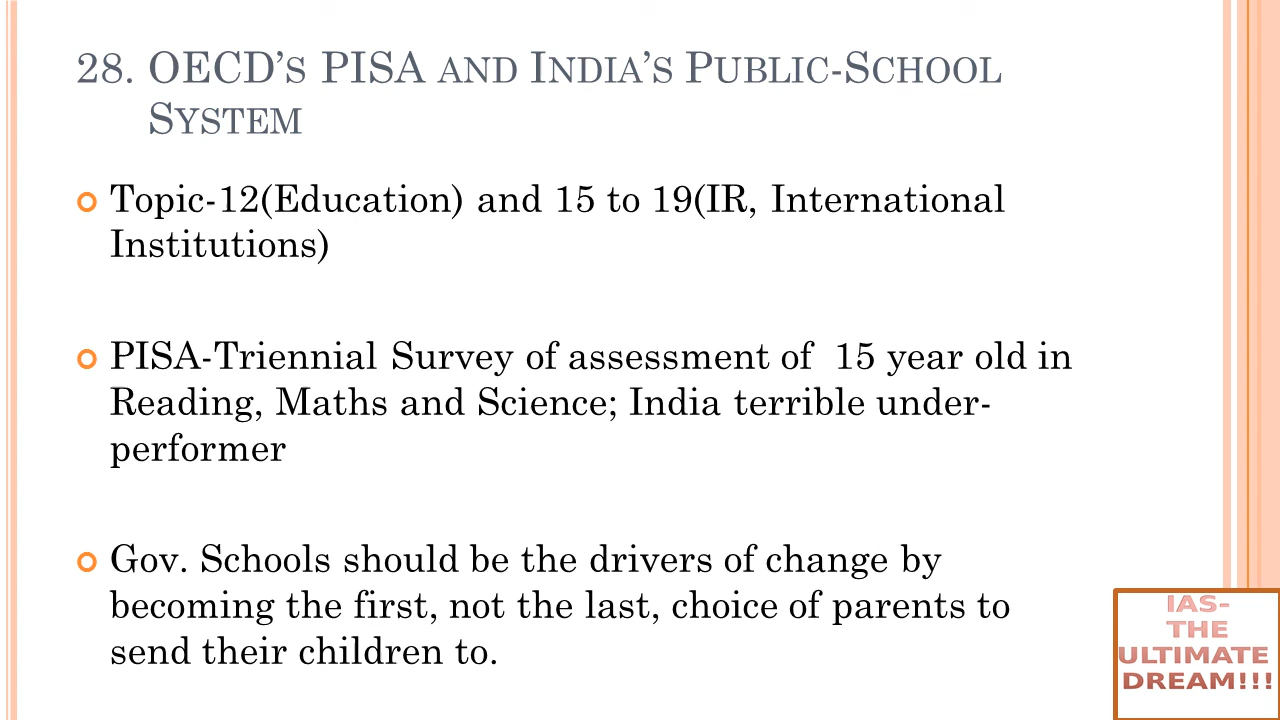 28. OECD's PISA and India's Public-School
System
Topic-12(Education) and 15 to 19(IR, International
Institutions)
PISA-Triennial Survey of assessment of 15 year old in
Reading, Maths and Science; India terrible under-
performer
Gov. Schools should be the drivers of change by
becoming the first, not the last, choice of parents to
send their children to.
IAS-
THE
ULTIMATE
DREAM!!!